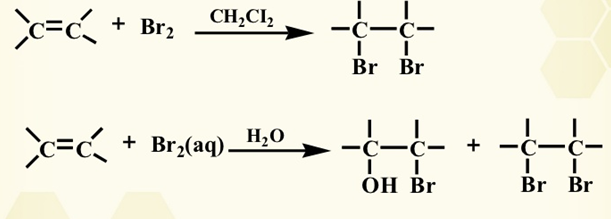 C=C + Br₂ CH₂Cl₂ C C
Br Br
C=C + Br₂(aq) H₂O C C + C C
OH Br Br Br